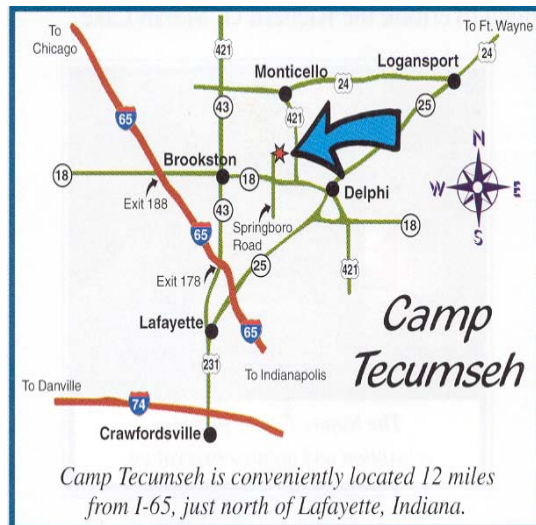 To
Chicago
421
To Ft. Wayne
24
Logansport
Monticello
24
43
25
421
65
Brookston
18
18
Delphi
Exit 188
43
Springboro
Road
18
65
25
421
Exit 178
Lafayette
65
231
To Indianapolis
To Danville
74
Crawfordsville
N
W
E
S
Camp
Tecumseh
Camp Tecumseh is conveniently located 12 miles
from I-65, just north of Lafayette, Indiana.